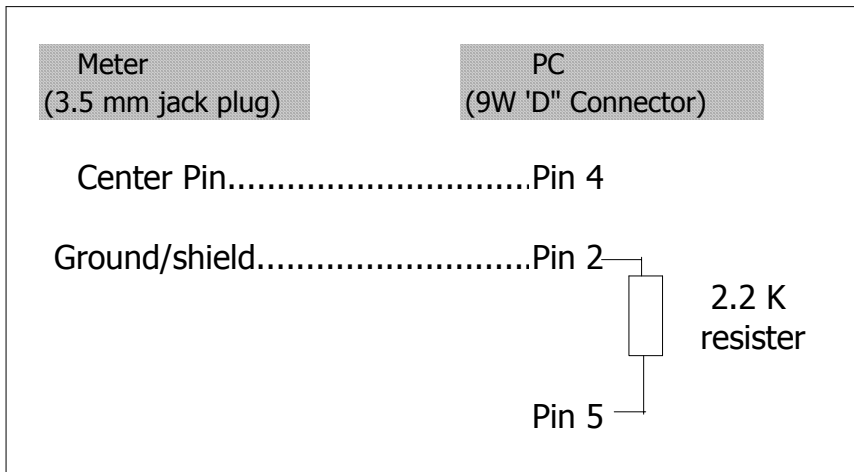 Meter
(3.5 mm jack plug)
PC
(9W 'D" Connector)
Center Pin.................................Pin 4
Ground/shield..............................Pin 2
2.2 K
resister
Pin 5